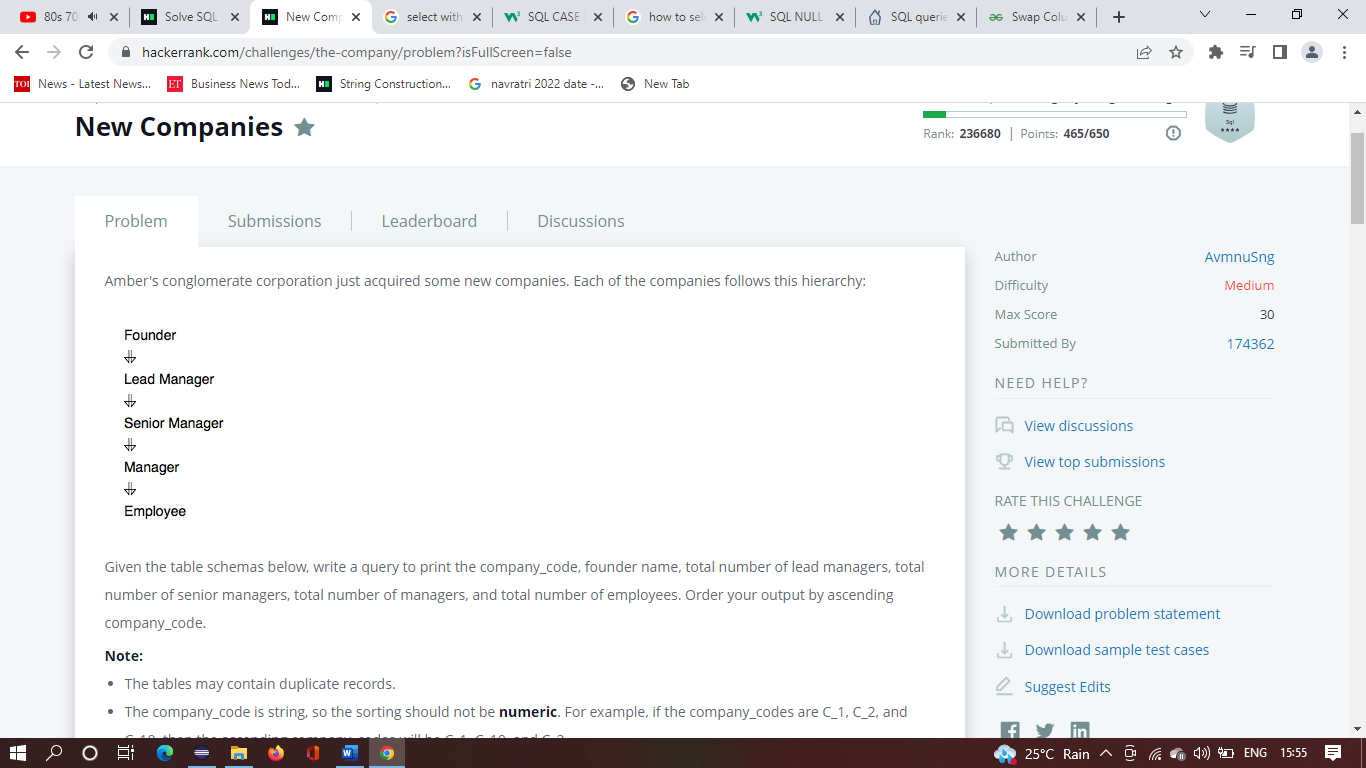 80s 70
Solve SQL
New Comp
select with
SQL CASE
how to sel
SQL NULL
SQL querie
Swap Colu
hackerrank.com/challenges/the-company/problem?isFullScreen=false
TOI News - Latest News...
ET Business News Tod...
String Construction...
navratri 2022 date -...
New Tab
New Companies
Rank: 236680 | Points: 465/650
Sql
Problem
Submissions
Leaderboard
Discussions
Amber's conglomerate corporation just acquired some new companies. Each of the companies follows this hierarchy:
Founder
Lead Manager
Senior Manager
Manager
Employee
Given the table schemas below, write a query to print the company_code, founder name, total number of lead managers, total
number of senior managers, total number of managers, and total number of employees. Order your output by ascending
company_code.
Note:
• The tables may contain duplicate records.
• The company_code is string, so the sorting should not be numeric. For example, if the company_codes are C_1, C_2, and
Author AvmnuSng
Difficulty Medium
Max Score 30
Submitted By 174362
NEED HELP?
View discussions
View top submissions
RATE THIS CHALLENGE
MORE DETAILS
Download problem statement
Download sample test cases
Suggest Edits
25°C Rain
ENG
15:55